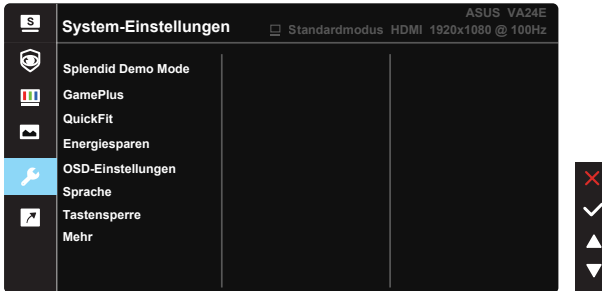 S
ASUS VA24E
System-Einstellungen
Standardmodus HDMI 1920x1080 @ 100Hz
Splendid Demo Mode
GamePlus
QuickFit
Energiesparen
OSD-Einstellungen
Sprache
Tastensperre
Mehr